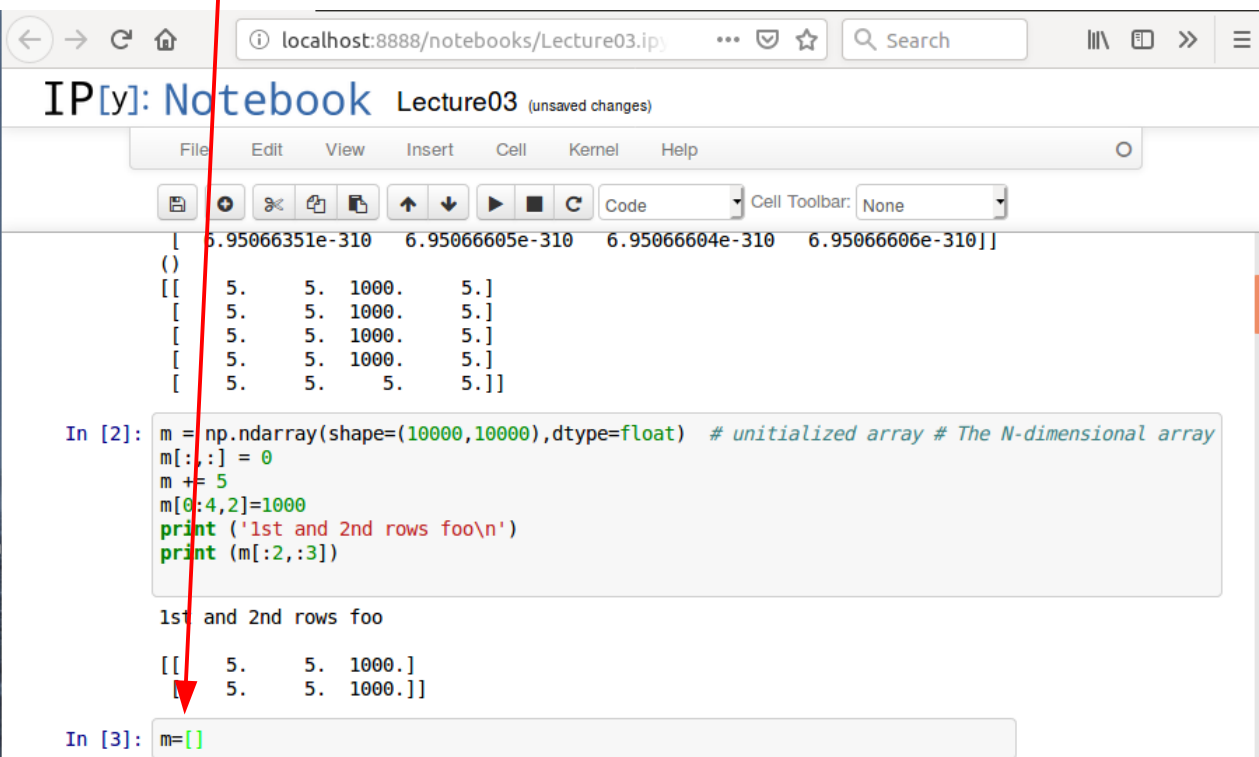 localhost:8888/notebooks/Lecture03.ipy
Search
IP[y]: Notebook Lecture03 (unsaved changes)
File Edit View Insert Cell Kernel Help
Code Cell Toolbar: None
[ 6.95066351e-310 6.95066605e-310 6.95066604e-310 6.95066606e-310]]
()
[[ 5. 5. 1000. 5.]
[ 5. 5. 1000. 5.]
[ 5. 5. 1000. 5.]
[ 5. 5. 1000. 5.]
[ 5. 5. 5. 5.]]
In [2]: m = np.ndarray(shape=(10000,10000),dtype=float) # unitialized array # The N-dimensional array
m[:,:] = 0
m += 5
m[0:4,2]=1000
print ('1st and 2nd rows foo\n')
print (m[:2,:3])
1st and 2nd rows foo
[[ 5. 5. 1000.]
[ 5. 5. 1000.]]
In [3]: m=[]